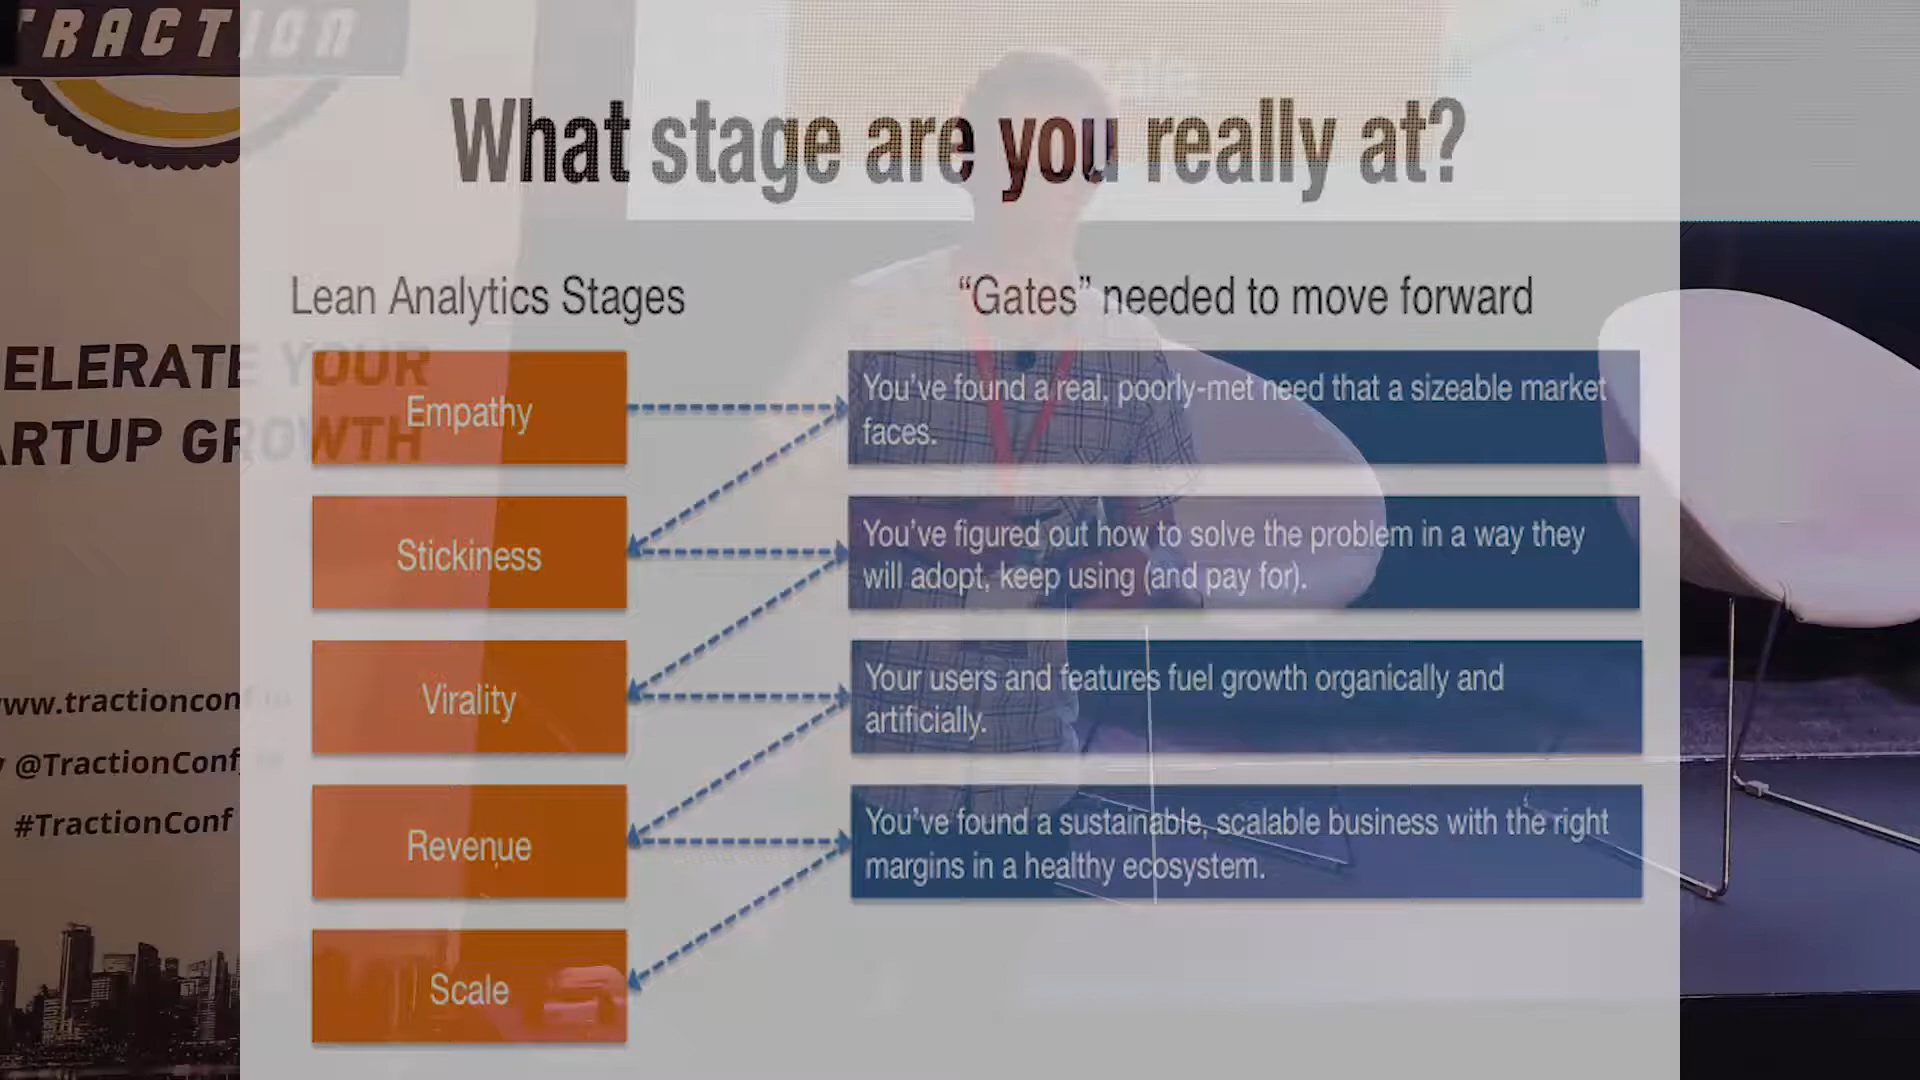 TRACTION
What stage are you really at?
Lean Analytics Stages
“Gates” needed to move forward
ELERATE YOUR
ARTUP GROWTH
Empathy
You’ve found a real, poorly-met need that a sizeable market
faces.
Stickiness
You’ve figured out how to solve the problem in a way they
will adopt, keep using (and pay for).
Virality
Your users and features fuel growth organically and
artificially.
www.tractionconf.io
@TractionConf
#TractionConf
Revenue
You’ve found a sustainable, scalable business with the right
margins in a healthy ecosystem.
Scale